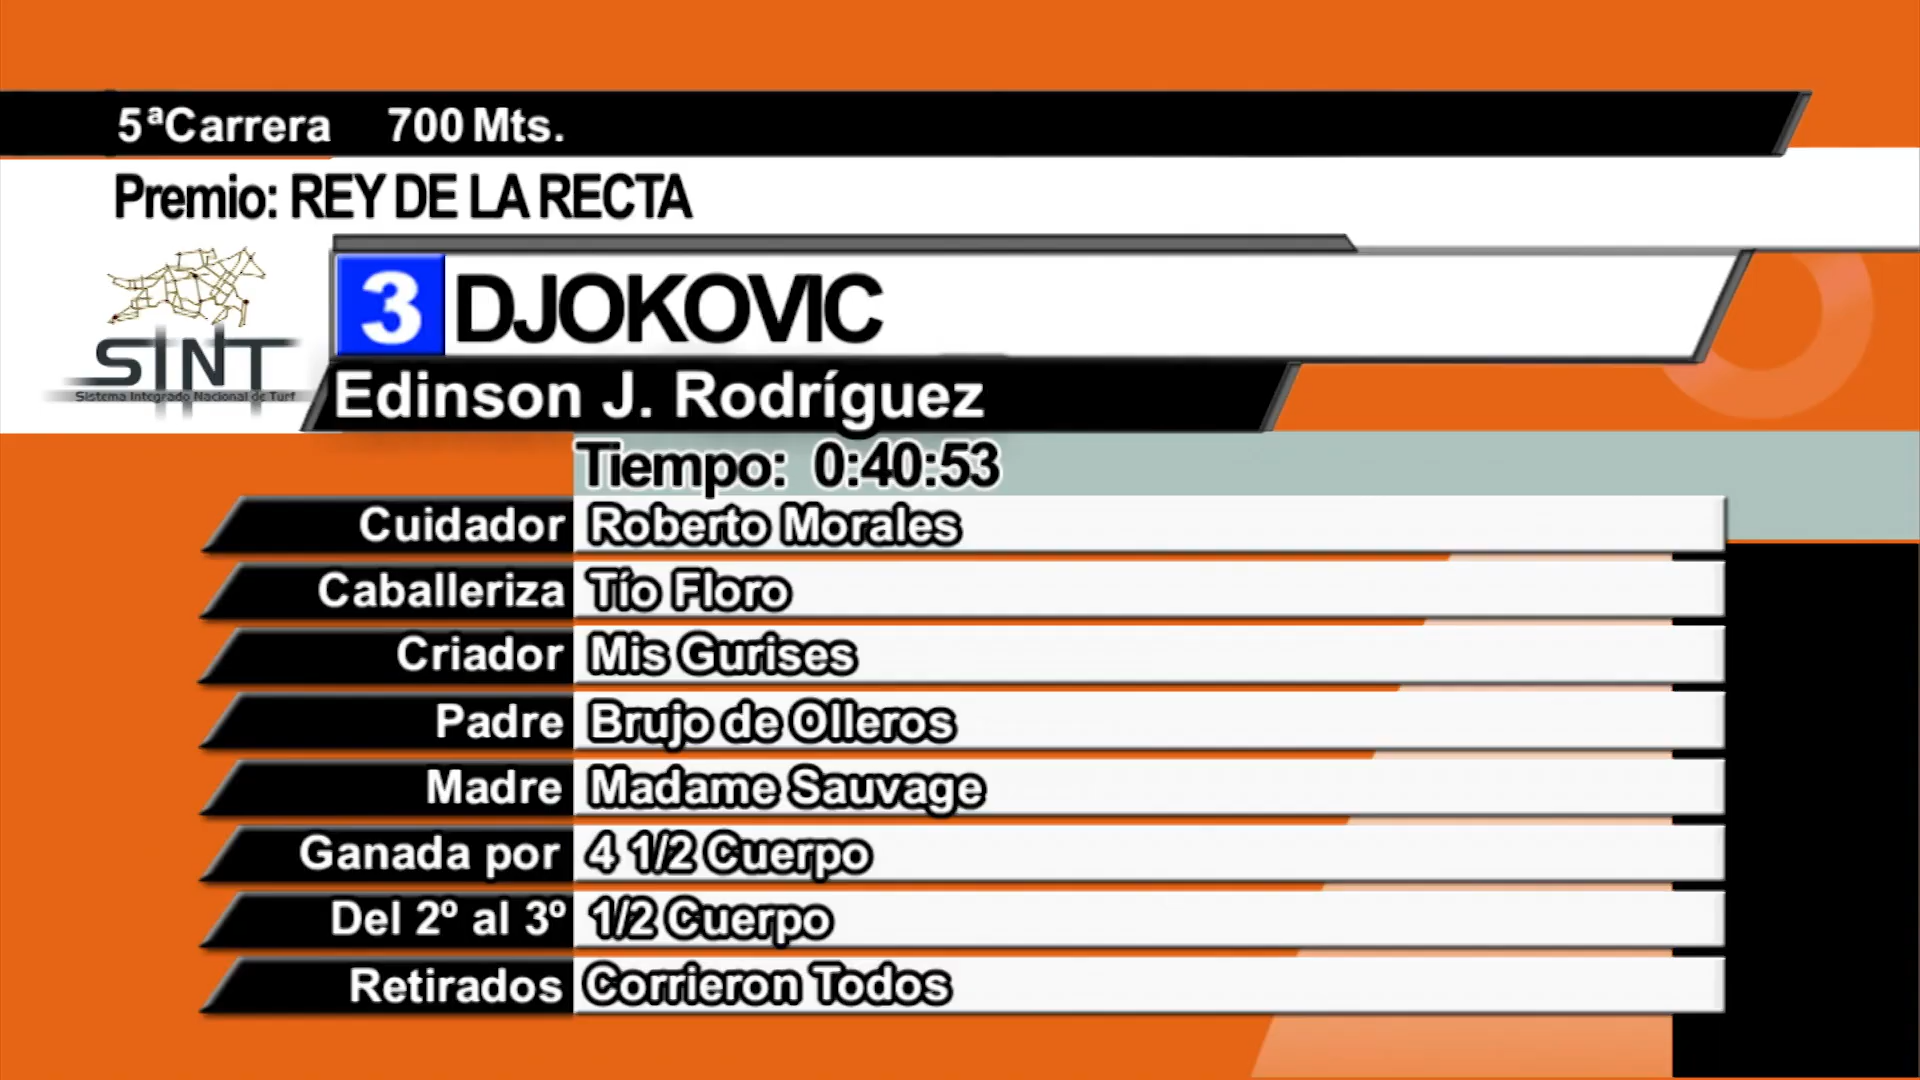 5ªCarrera 700 Mts.
Premio: REY DE LA RECTA
3 DJOKOVIC
SINT
Sistema Integrado Nacional de Turf
Edinson J. Rodríguez
Tiempo: 0:40:53
Cuidador Roberto Morales
Caballeriza Tío Floro
Criador Mis Gurises
Padre Brujo de Olleros
Madre Madame Sauvage
Ganada por 4 1/2 Cuerpo
Del 2º al 3º 1/2 Cuerpo
Retirados Corrieron Todos